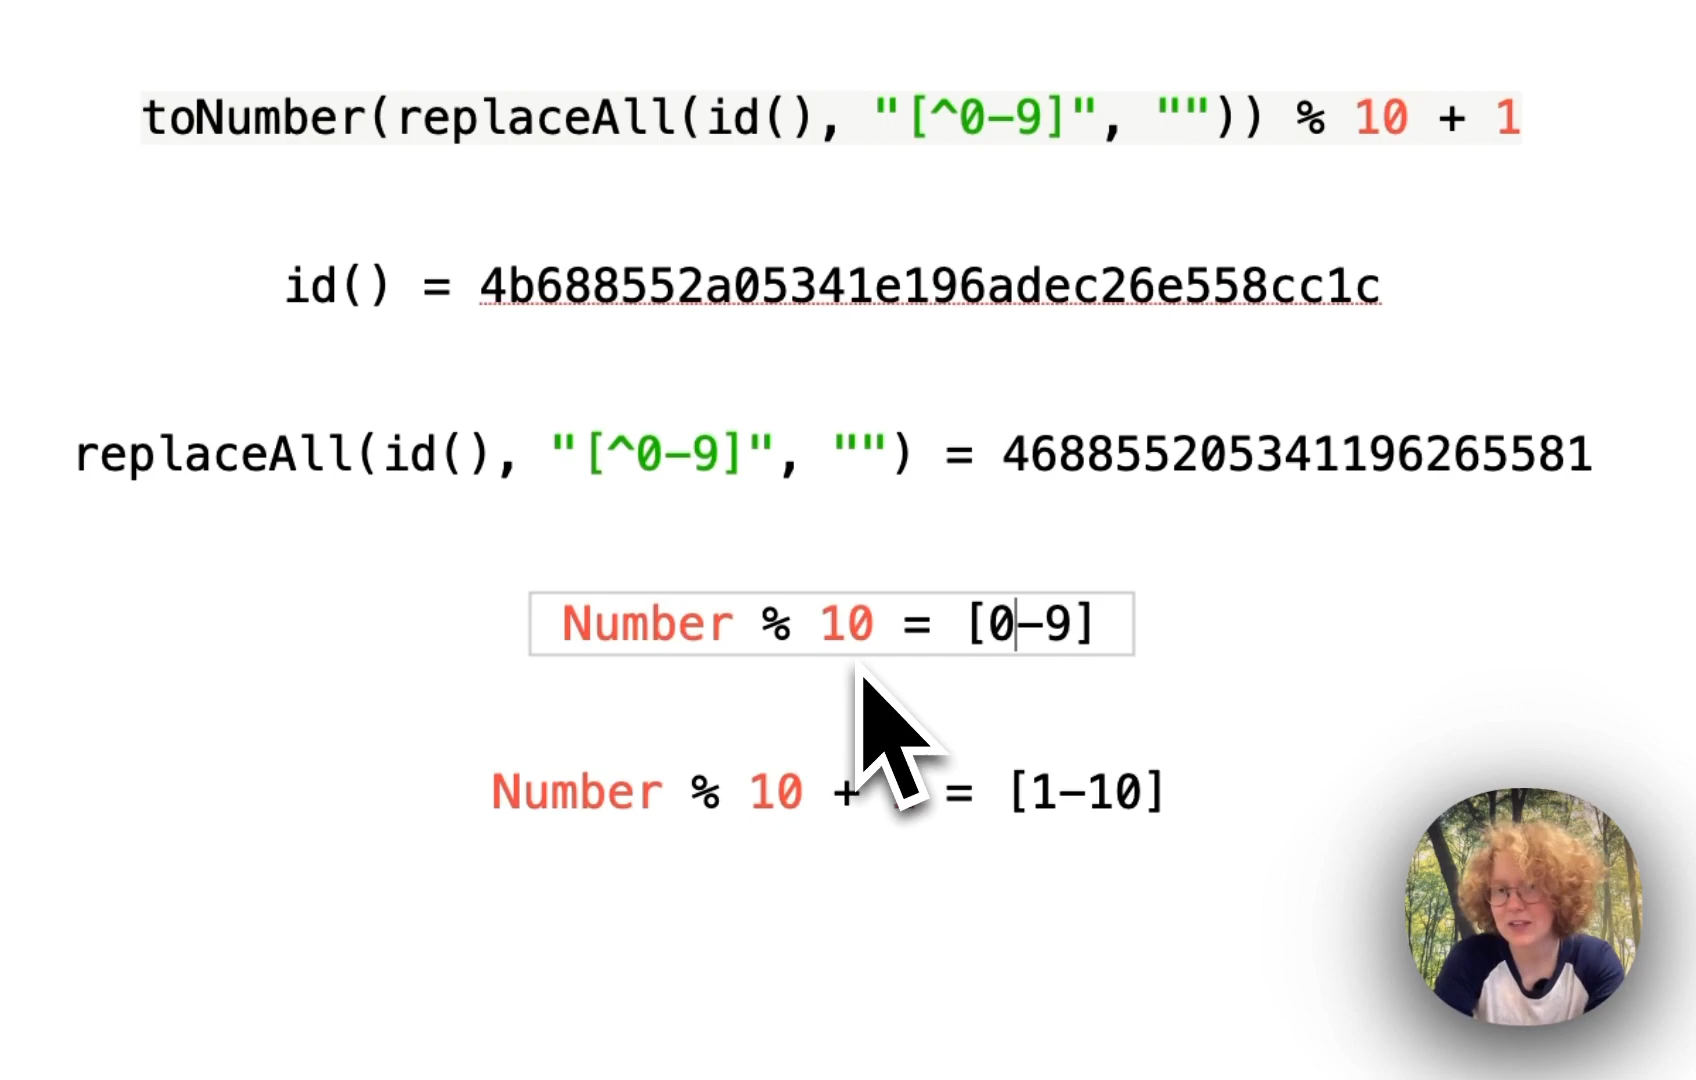 toNumber(replaceAll(id(), "[^0-9]", "")) % 10 + 1
id() = 4b688552a05341e196adec26e558cc1c
replaceAll(id(), "[^0-9]", "") = 468855205341196265581
Number % 10 = [0-9]
Number % 10 + = [1-10]